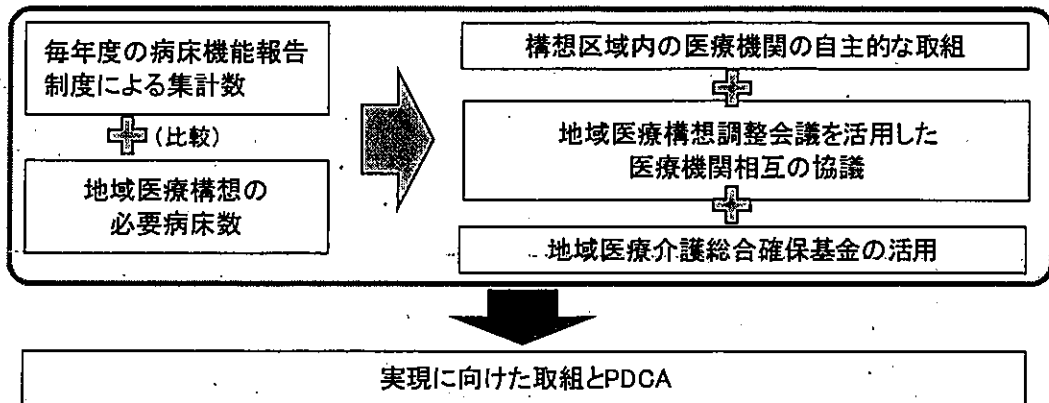 毎年度の病床機能報告
制度による集計数
(比較)
地域医療構想の
必要病床数
構想区域内の医療機関の自主的な取組
地域医療構想調整会議を活用した
医療機関相互の協議
地域医療介護総合確保基金の活用
実現に向けた取組とPDCA